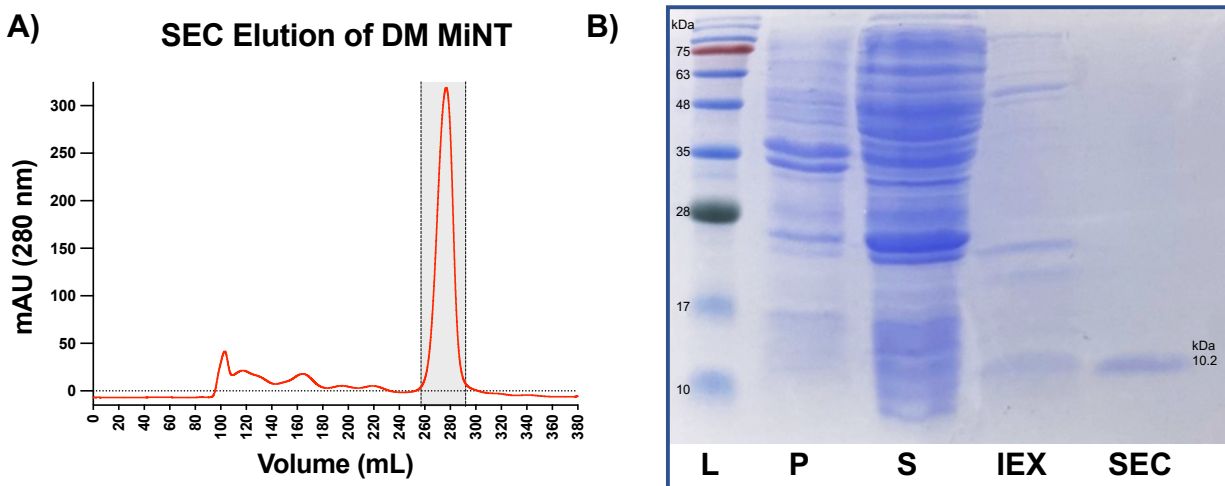 A)
SEC Elution of DM MiNT
mAU (280 nm)
300
250
200
150
100
50
0
0 20 40 60 80 100 120 140 160 180 200 220 240 260 280 300 320 340 360 380
Volume (mL)
B)
kDa
75
63
48
35
28
17
10
kDa
10.2
L P S IEX SEC